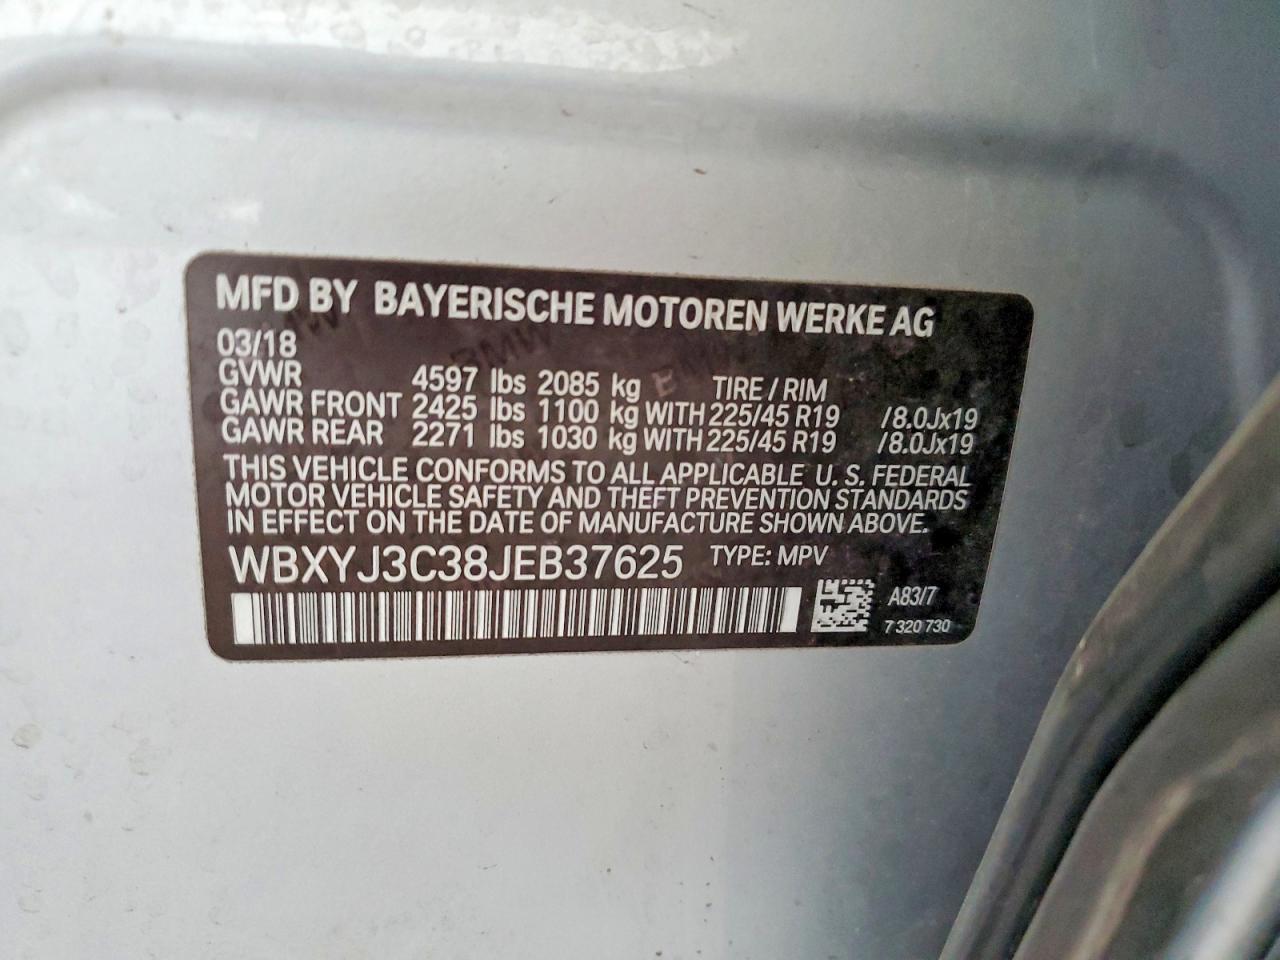 MFD BY BAYERISCHE MOTOREN WERKE AG
03/18
GVWR 4597 lbs 2085 kg TIRE / RIM
GAWR FRONT 2425 lbs 1100 kg WITH 225/45 R19 /8.0Jx19
GAWR REAR 2271 lbs 1030 kg WITH 225/45 R19 /8.0Jx19
THIS VEHICLE CONFORMS TO ALL APPLICABLE U. S. FEDERAL
MOTOR VEHICLE SAFETY AND THEFT PREVENTION STANDARDS
IN EFFECT ON THE DATE OF MANUFACTURE SHOWN ABOVE.
WBXYJ3C38JEB37625 TYPE: MPV
A83/7
7 320 730